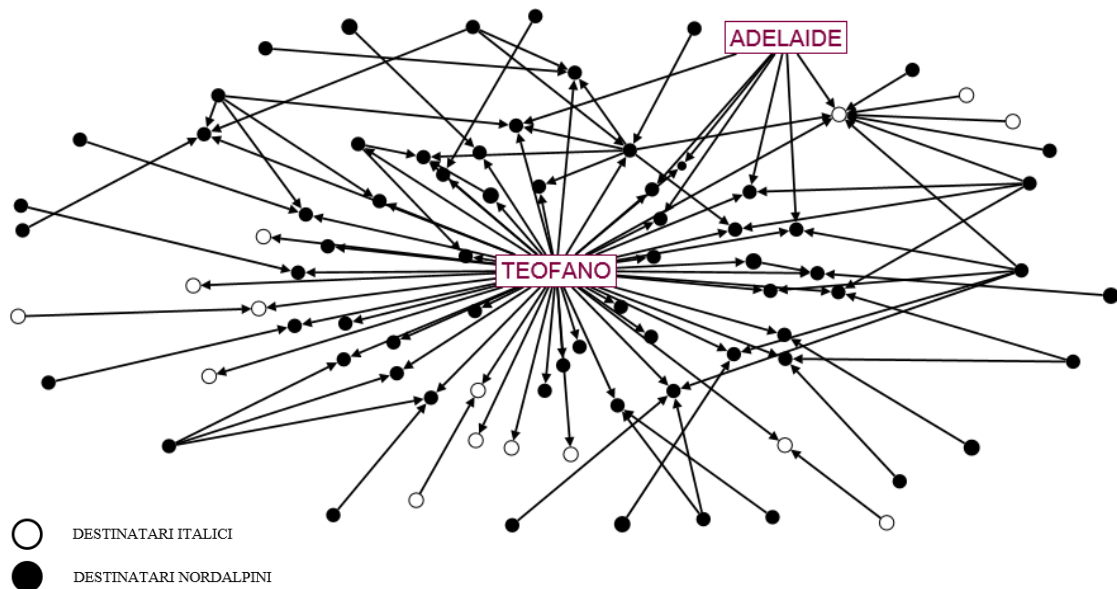 ADELAIDE
TEOFANO
DESTINATARI ITALICI
DESTINATARI NORDALPINI